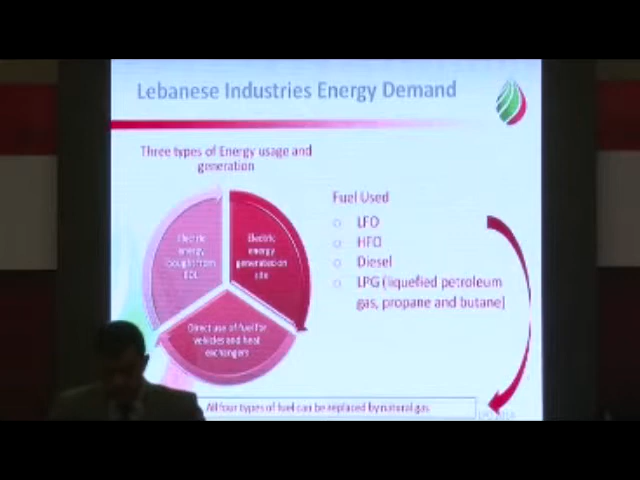 Lebanese Industries Energy Demand
Three types of Energy usage and
generation
Electric
energy
bought from
EDL
Electric
energy
generated on
site
Direct use of fuel for
vehicles and heat
exchangers
Fuel Used
LFO
HFO
Diesel
LPG (liquefied petroleum
gas, propane and butane)
All four types of fuel can be replaced by natural gas